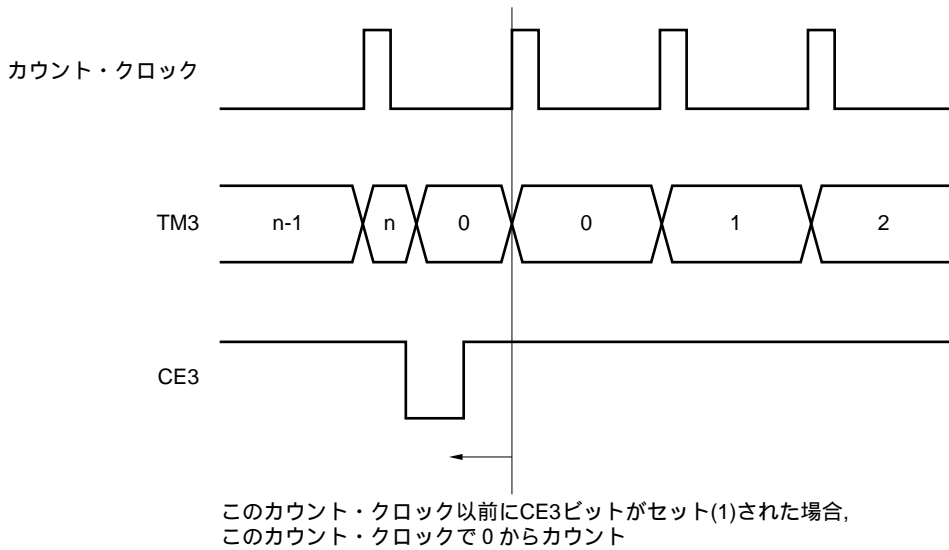 カウント・クロック
TM3
n-1
n
0
0
1
2
CE3
このカウント・クロック以前にCE3ビットがセット(1)された場合,
このカウント・クロックで 0 からカウント